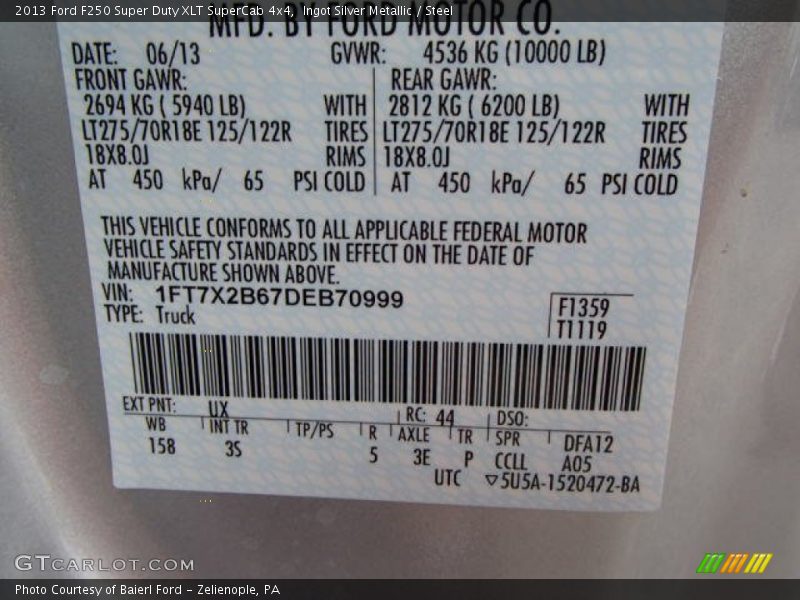 2013 Ford F250 Super Duty XLT SuperCab 4x4, Ingot Silver Metallic / Steel
MFD. BY FORD MOTOR CO.
DATE: 06/13 GVWR: 4536 KG (10000 LB)
FRONT GAWR: REAR GAWR:
2694 KG ( 5940 LB) WITH 2812 KG ( 6200 LB) WITH
LT275/70R18E 125/122R TIRES LT275/70R18E 125/122R TIRES
18X8.0J RIMS 18X8.0J RIMS
AT 450 kPa/ 65 PSI COLD AT 450 kPa/ 65 PSI COLD
THIS VEHICLE CONFORMS TO ALL APPLICABLE FEDERAL MOTOR
VEHICLE SAFETY STANDARDS IN EFFECT ON THE DATE OF
MANUFACTURE SHOWN ABOVE.
VIN: 1FT7X2B67DEB70999
TYPE: Truck
F1359
T1119
EXT PNT: UX RC: 44 DSO:
WB INT TR TP/PS R AXLE TR SPR DFA12
158 3S 5 3E P CCLL A05
UTC ▽5U5A-1520472-BA
GTCARLOT.COM
Photo Courtesy of Baierl Ford - Zelienople, PA